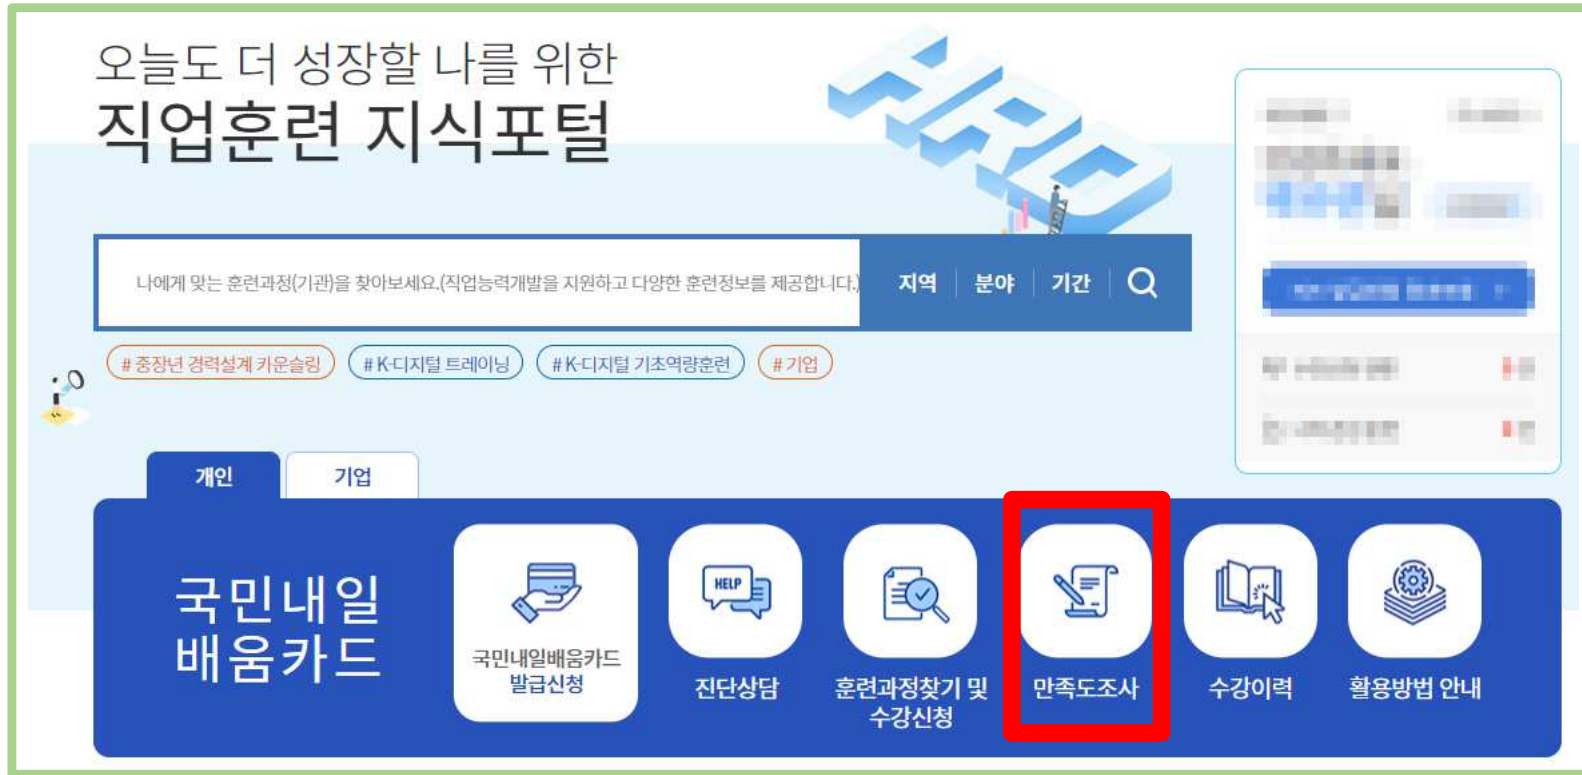 오늘도 더 성장할 나를 위한
직업훈련 지식포털
HRD
나에게 맞는 훈련과정(기관)을 찾아보세요.(직업능력개발을 지원하고 다양한 훈련정보를 제공합니다.)
지역
분야
기간
# 중장년 경력설계 카운슬링
# K-디지털 트레이닝
# K-디지털 기초역량훈련
# 기업
개인
기업
국민내일
배움카드
국민내일배움카드
발급신청
HELP
진단상담
훈련과정찾기 및
수강신청
만족도조사
수강이력
활용방법 안내